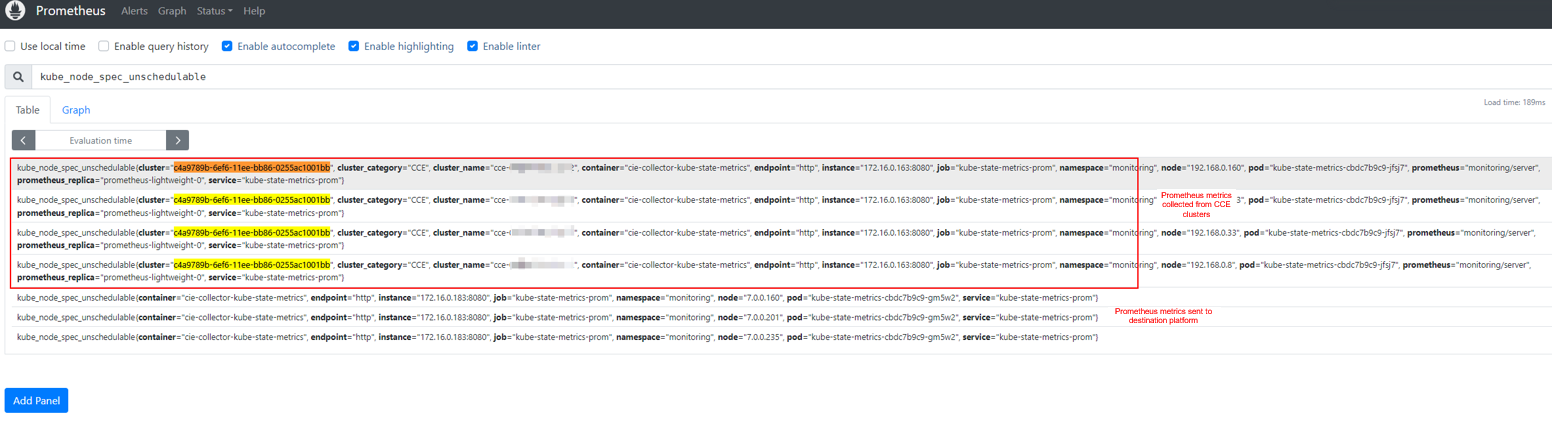 Prometheus Alerts Graph Status Help
Use local time Enable query history Enable autocomplete Enable highlighting Enable linter
kube_node_spec_unschedulable
Table Graph
Load time: 189ms
Evaluation time
kube_node_spec_unschedulable{cluster="c4a9789b-6ef6-11ee-bb86-0255ac1001bb", cluster_category="CCE", cluster_name="cce-", container="cie-collector-kube-state-metrics", endpoint="http", instance="172.16.0.163:8080", job="kube-state-metrics-prom", namespace="monitoring", node="192.168.0.160", pod="kube-state-metrics-cbdc7b9c9-jfsj7", prometheus="monitoring/server",
prometheus_replica="prometheus-lightweight-0", service="kube-state-metrics-prom"}
kube_node_spec_unschedulable{cluster="c4a9789b-6ef6-11ee-bb86-0255ac1001bb", cluster_category="CCE", cluster_name="cce-", container="cie-collector-kube-state-metrics", endpoint="http", instance="172.16.0.163:8080", job="kube-state-metrics-prom", namespace="monitoring", 3", pod="kube-state-metrics-cbdc7b9c9-jfsj7", prometheus="monitoring/server",
prometheus_replica="prometheus-lightweight-0", service="kube-state-metrics-prom"}
Prometheus metrics
collected from CCE
clusters
kube_node_spec_unschedulable{cluster="c4a9789b-6ef6-11ee-bb86-0255ac1001bb", cluster_category="CCE", cluster_name="cce-", container="cie-collector-kube-state-metrics", endpoint="http", instance="172.16.0.163:8080", job="kube-state-metrics-prom", namespace="monitoring", node="192.168.0.33", pod="kube-state-metrics-cbdc7b9c9-jfsj7", prometheus="monitoring/server",
prometheus_replica="prometheus-lightweight-0", service="kube-state-metrics-prom"}
kube_node_spec_unschedulable{cluster="c4a9789b-6ef6-11ee-bb86-0255ac1001bb", cluster_category="CCE", cluster_name="cce-", container="cie-collector-kube-state-metrics", endpoint="http", instance="172.16.0.163:8080", job="kube-state-metrics-prom", namespace="monitoring", node="192.168.0.8", pod="kube-state-metrics-cbdc7b9c9-jfsj7", prometheus="monitoring/server",
prometheus_replica="prometheus-lightweight-0", service="kube-state-metrics-prom"}
kube_node_spec_unschedulable{container="cie-collector-kube-state-metrics", endpoint="http", instance="172.16.0.183:8080", job="kube-state-metrics-prom", namespace="monitoring", node="7.0.0.160", pod="kube-state-metrics-cbdc7b9c9-gm5w2", service="kube-state-metrics-prom"}
kube_node_spec_unschedulable{container="cie-collector-kube-state-metrics", endpoint="http", instance="172.16.0.183:8080", job="kube-state-metrics-prom", namespace="monitoring", node="7.0.0.201", pod="kube-state-metrics-cbdc7b9c9-gm5w2", service="kube-state-metrics-prom"}
Prometheus metrics sent to
destination platform
kube_node_spec_unschedulable{container="cie-collector-kube-state-metrics", endpoint="http", instance="172.16.0.183:8080", job="kube-state-metrics-prom", namespace="monitoring", node="7.0.0.235", pod="kube-state-metrics-cbdc7b9c9-gm5w2", service="kube-state-metrics-prom"}
Add Panel